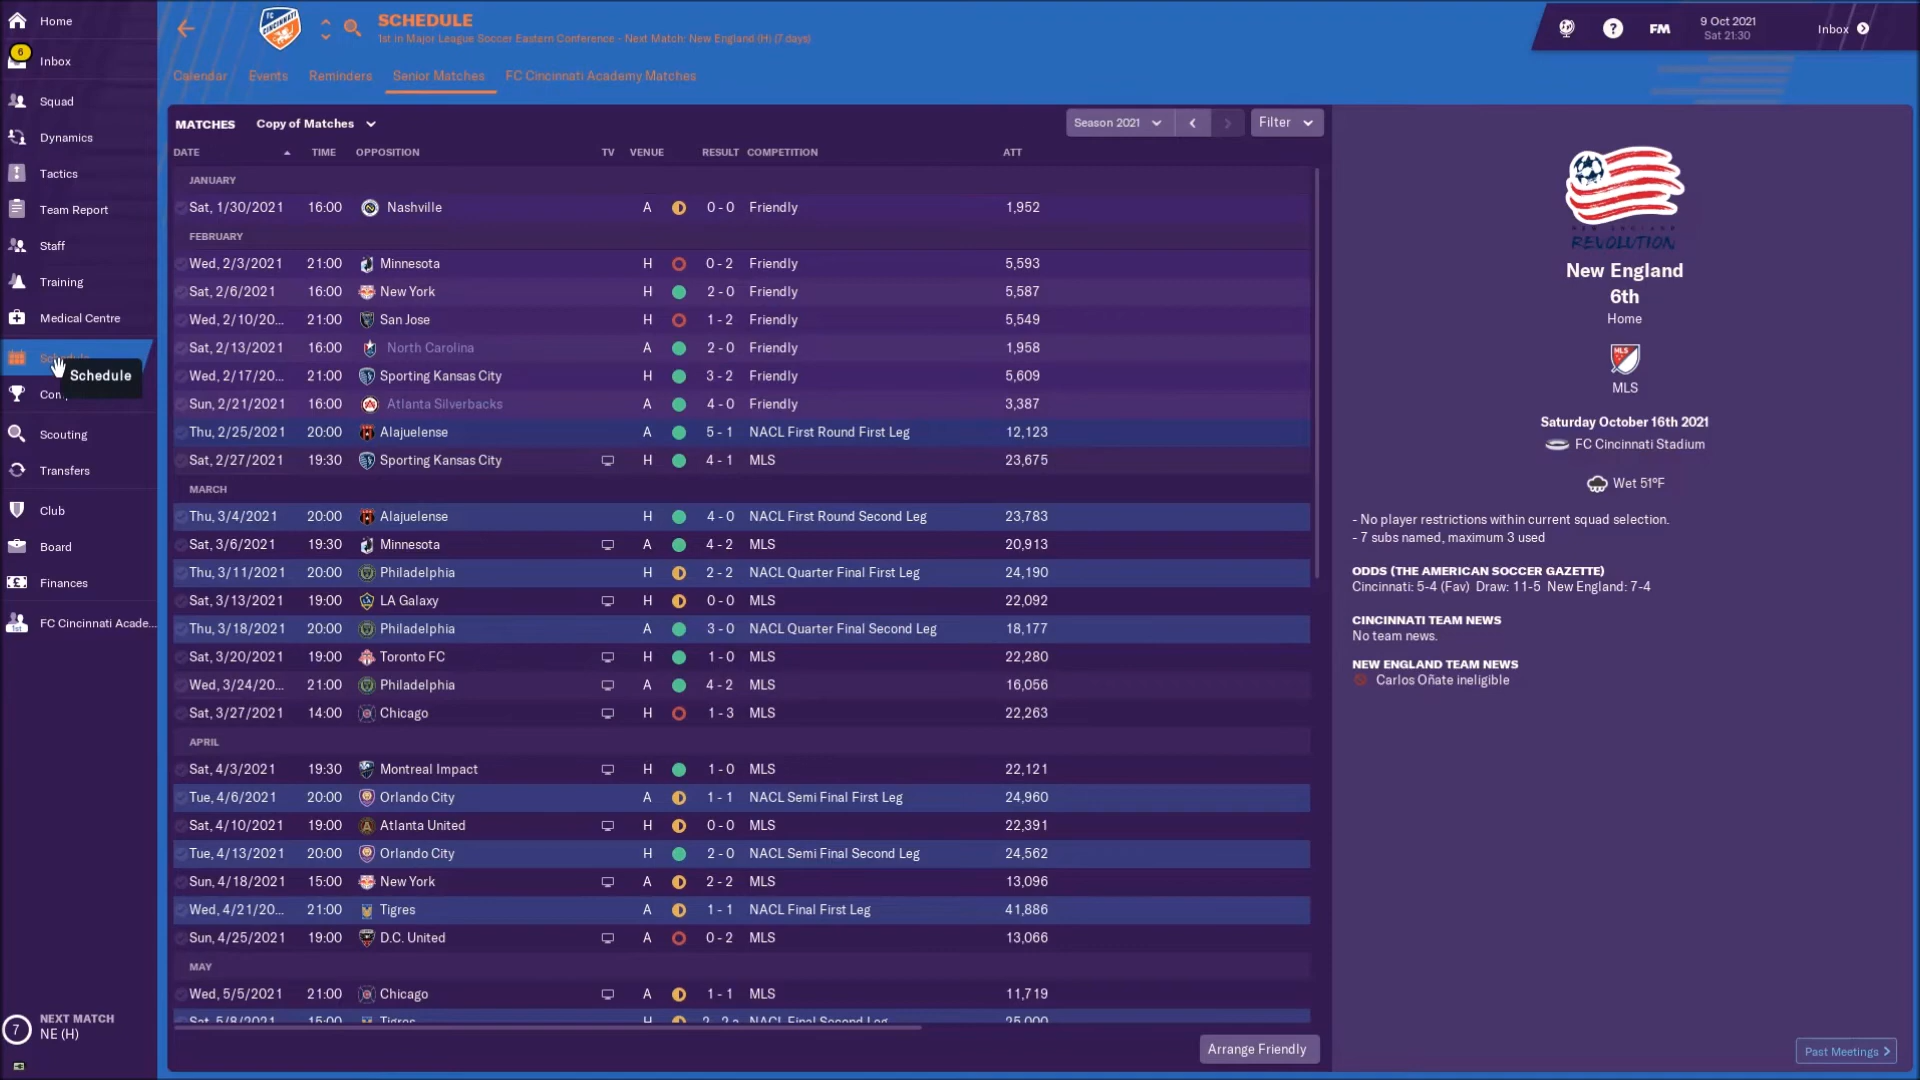 Home
6
Inbox
Squad
Dynamics
Tactics
Team Report
Staff
Training
Medical Centre
Schedule
Scouting
Transfers
Club
Board
Finances
1st
FC Cincinnati Acade...
7
NEXT MATCH
NE (H)
FC CINCINNATI
SCHEDULE
1st in Major League Soccer Eastern Conference - Next Match: New England (H) (7 days)
Calendar Events Reminders Senior Matches FC Cincinnati Academy Matches
? FM 9 Oct 2021
Sat 21:30
Inbox
MATCHES Copy of Matches Season 2021 Filter
DATE TIME OPPOSITION TV VENUE RESULT COMPETITION ATT
JANUARY
Sat, 1/30/2021 16:00 Nashville A 0 - 0 Friendly 1,952
FEBRUARY
Wed, 2/3/2021 21:00 Minnesota H 0 - 2 Friendly 5,593
Sat, 2/6/2021 16:00 New York H 2 - 0 Friendly 5,587
Wed, 2/10/20... 21:00 San Jose H 1 - 2 Friendly 5,549
Sat, 2/13/2021 16:00 North Carolina A 2 - 0 Friendly 1,958
Wed, 2/17/20... 21:00 Sporting Kansas City H 3 - 2 Friendly 5,609
Sun, 2/21/2021 16:00 Atlanta Silverbacks A 4 - 0 Friendly 3,387
Thu, 2/25/2021 20:00 Alajuelense A 5 - 1 NACL First Round First Leg 12,123
Sat, 2/27/2021 19:30 Sporting Kansas City H 4 - 1 MLS 23,675
MARCH
Thu, 3/4/2021 20:00 Alajuelense H 4 - 0 NACL First Round Second Leg 23,783
Sat, 3/6/2021 19:30 Minnesota A 4 - 2 MLS 20,913
Thu, 3/11/2021 20:00 Philadelphia H 2 - 2 NACL Quarter Final First Leg 24,190
Sat, 3/13/2021 19:00 LA Galaxy H 0 - 0 MLS 22,092
Thu, 3/18/2021 20:00 Philadelphia A 3 - 0 NACL Quarter Final Second Leg 18,177
Sat, 3/20/2021 19:00 Toronto FC H 1 - 0 MLS 22,280
Wed, 3/24/20... 21:00 Philadelphia A 4 - 2 MLS 16,056
Sat, 3/27/2021 14:00 Chicago H 1 - 3 MLS 22,263
APRIL
Sat, 4/3/2021 19:30 Montreal Impact H 1 - 0 MLS 22,121
Tue, 4/6/2021 20:00 Orlando City A 1 - 1 NACL Semi Final First Leg 24,960
Sat, 4/10/2021 19:00 Atlanta United H 0 - 0 MLS 22,391
Tue, 4/13/2021 20:00 Orlando City H 2 - 0 NACL Semi Final Second Leg 24,562
Sun, 4/18/2021 15:00 New York A 2 - 2 MLS 13,096
Wed, 4/21/20... 21:00 Tigres A 1 - 1 NACL Final First Leg 41,886
Sun, 4/25/2021 19:00 D.C. United A 0 - 2 MLS 13,066
MAY
Wed, 5/5/2021 21:00 Chicago A 1 - 1 MLS 11,719
Sat, 5/8/2021 15:00 Tigres H 2 - 2 a NACL Final Second Leg 25,000
Arrange Friendly
REVOLUTION
New England
6th
Home
MLS
MLS
Saturday October 16th 2021
FC Cincinnati Stadium
Wet 51°F
- No player restrictions within current squad selection.
- 7 subs named, maximum 3 used
ODDS (THE AMERICAN SOCCER GAZETTE)
Cincinnati: 5-4 (Fav) Draw: 11-5 New England: 7-4
CINCINNATI TEAM NEWS
No team news.
NEW ENGLAND TEAM NEWS
Carlos Oñate ineligible
Past Meetings